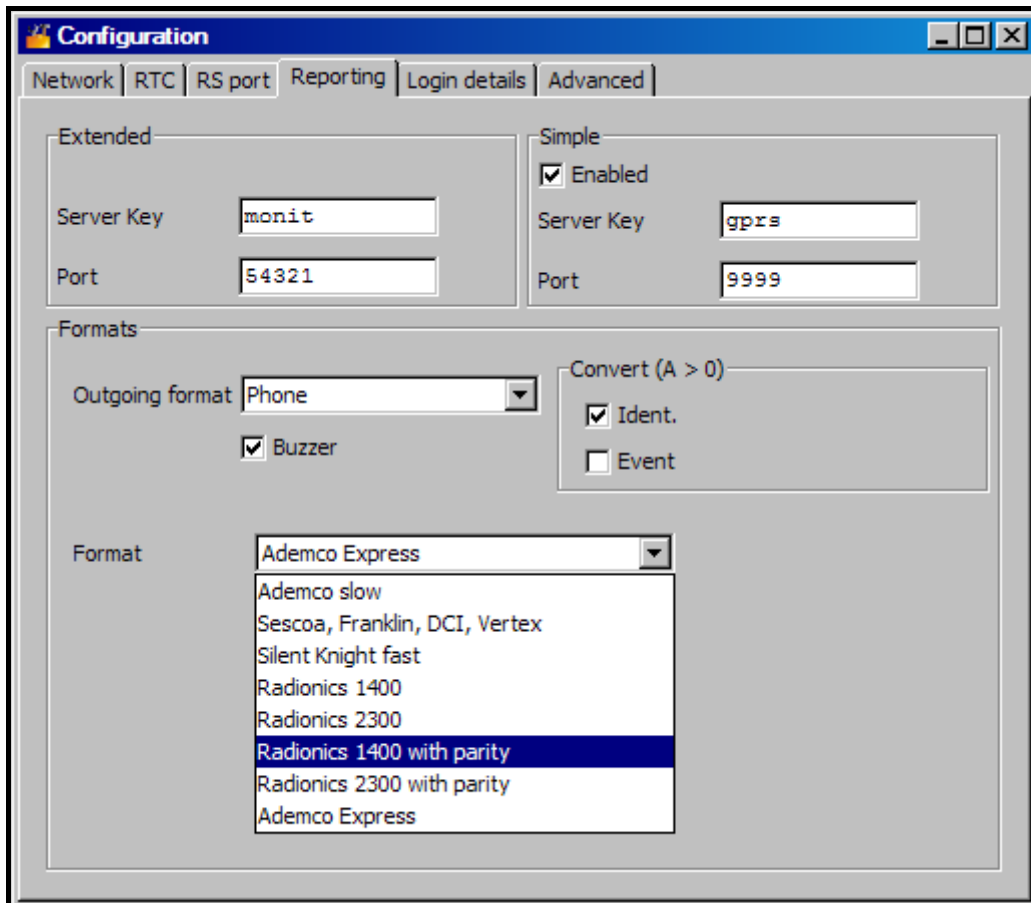 Configuration
Network RTC RS port Reporting Login details Advanced
Extended
Server Key monit
Port 54321
Simple
Enabled
Server Key gprs
Port 9999
Formats
Outgoing format Phone
Buzzer
Convert (A > 0)
Ident.
Event
Format Ademco Express
Ademco slow
Sescoa, Franklin, DCI, Vertex
Silent Knight fast
Radionics 1400
Radionics 2300
Radionics 1400 with parity
Radionics 2300 with parity
Ademco Express